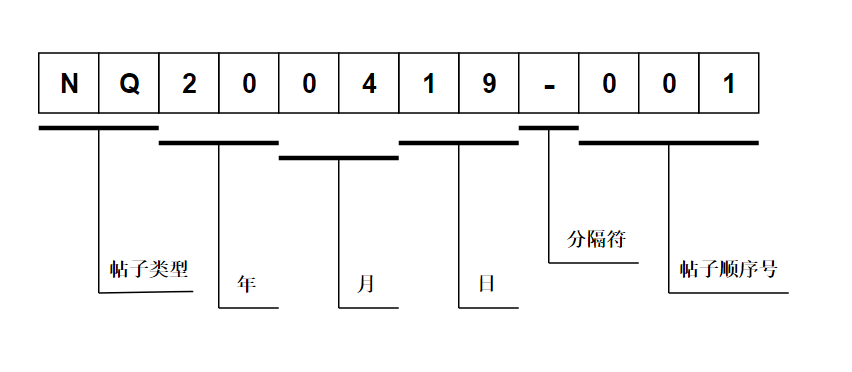 NQ200419-001
分隔符
帖子类型
帖子顺序号
年
月
日